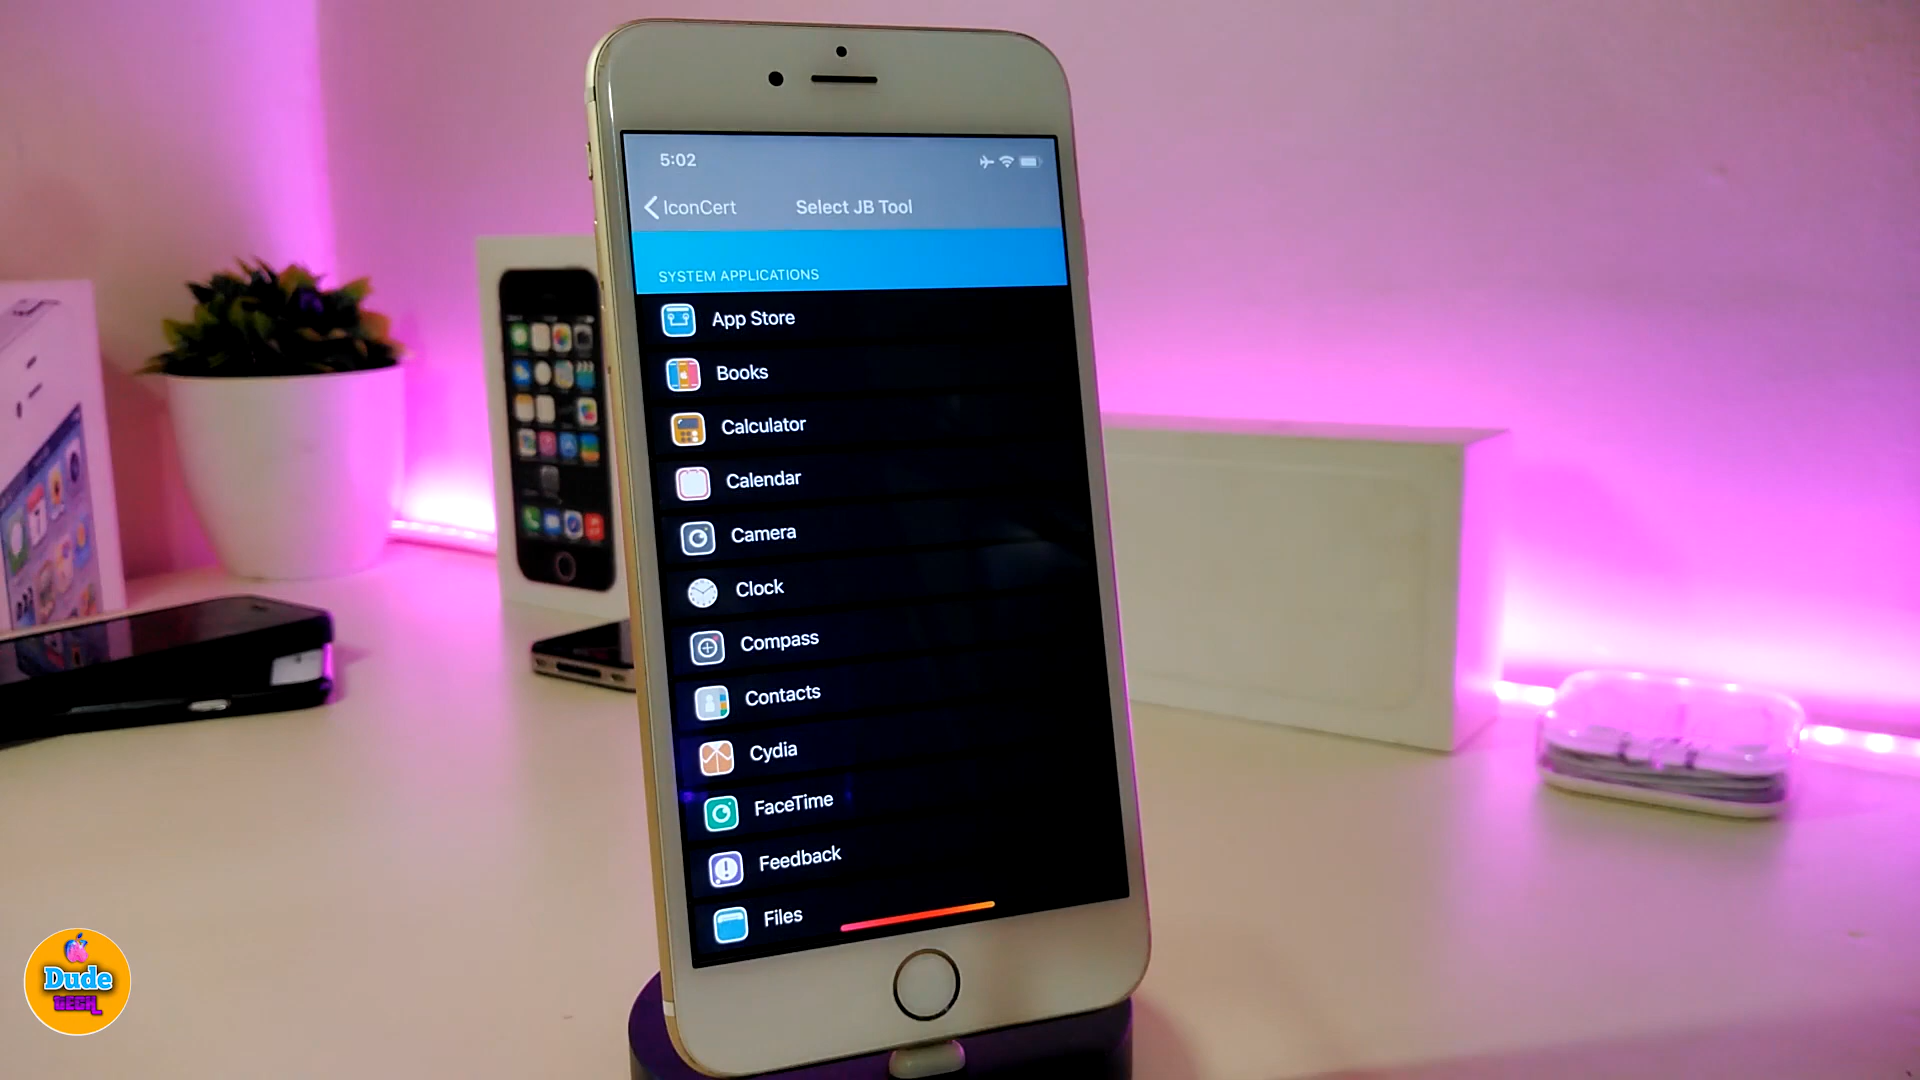 5:02
IconCert
Select JB Tool
SYSTEM APPLICATIONS
App Store
Books
Calculator
Calendar
Camera
Clock
Compass
Contacts
Cydia
FaceTime
Feedback
Files
Dude
TECH